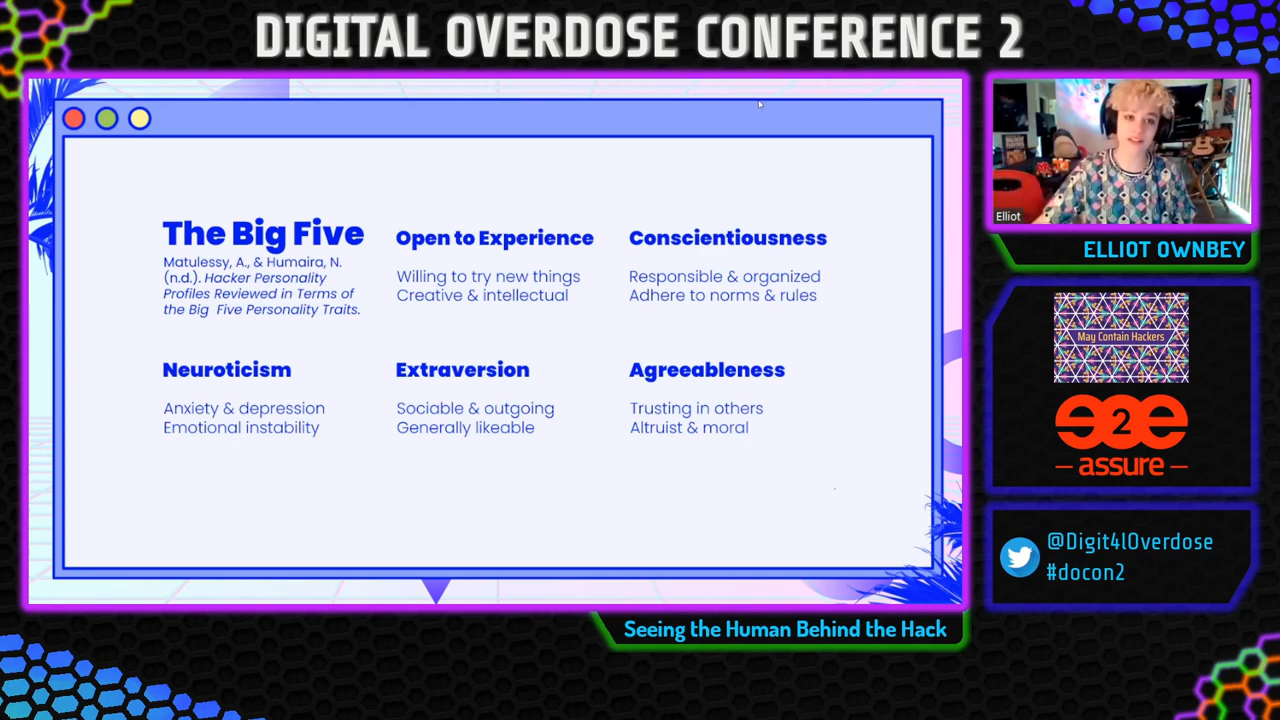 DIGITAL OVERDOSE CONFERENCE 2
The Big Five
Matulessy, A., & Humaira, N.
(n.d.). Hacker Personality
Profiles Reviewed in Terms of
the Big Five Personality Traits.
Open to Experience
Willing to try new things
Creative & intellectual
Conscientiousness
Responsible & organized
Adhere to norms & rules
Neuroticism
Anxiety & depression
Emotional instability
Extraversion
Sociable & outgoing
Generally likeable
Agreeableness
Trusting in others
Altruist & moral
Seeing the Human Behind the Hack
Elliot
ELLIOT OWNBEY
May Contain Hackers
e2e
assure
@Digit4lOverdose
#docon2